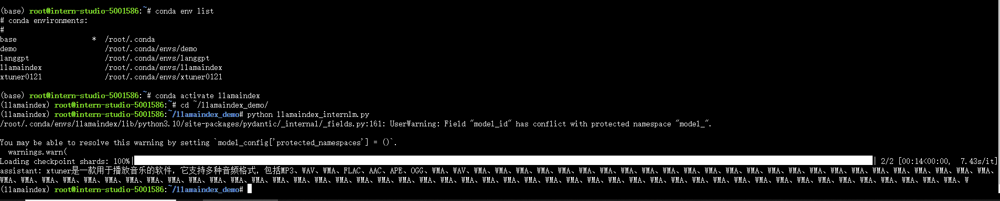 (base) root@intern-studio-5001586:~# conda env list
# conda environments:
#
base                  *  /root/.conda
demo                     /root/.conda/envs/demo
langgpt                  /root/.conda/envs/langgpt
llamaindex               /root/.conda/envs/llamaindex
xtuner0121               /root/.conda/envs/xtuner0121
(base) root@intern-studio-5001586:~# conda activate llamaindex
(llamaindex) root@intern-studio-5001586:~# cd ~/llamaindex_demo/
(llamaindex) root@intern-studio-5001586:~/llamaindex_demo# python llamaindex_internlm.py
/root/.conda/envs/llamaindex/lib/python3.10/site-packages/pydantic/_internal/_fields.py:161: UserWarning: Field "model_id" has conflict with protected namespace "model_".
You may be able to resolve this warning by setting `model_config['protected_namespaces'] = ()`.
  warnings.warn(
Loading checkpoint shards: 100%| | 2/2 [00:14<00:00,  7.43s/it]
assistant: xtuner是一款用于播放音乐的软件，它支持多种音频格式，包括MP3、WAV、WMA、FLAC、AAC、APE、OGG、WMA、WAV、WMA、WMA、WMA、WMA、WMA、WMA、WMA、WMA、WMA、WMA、WMA、WMA、WMA、WMA、WMA、WMA、WMA、WMA、WMA、WMA、WMA、WMA、WMA、WMA、WMA、
WMA、WMA、WMA、WMA、WMA、WMA、WMA、WMA、WMA、WMA、WMA、WMA、WMA、WMA、WMA、WMA、WMA、WMA、WMA、WMA、WMA、WMA、WMA、WMA、WMA、WMA、WMA、WMA、WMA、WMA、WMA、WMA、WMA、WMA、WMA、WMA、WMA、WMA、WMA、WMA、WMA、WMA、WMA、WMA、WMA、WMA、W
(llamaindex) root@intern-studio-5001586:~/llamaindex_demo#